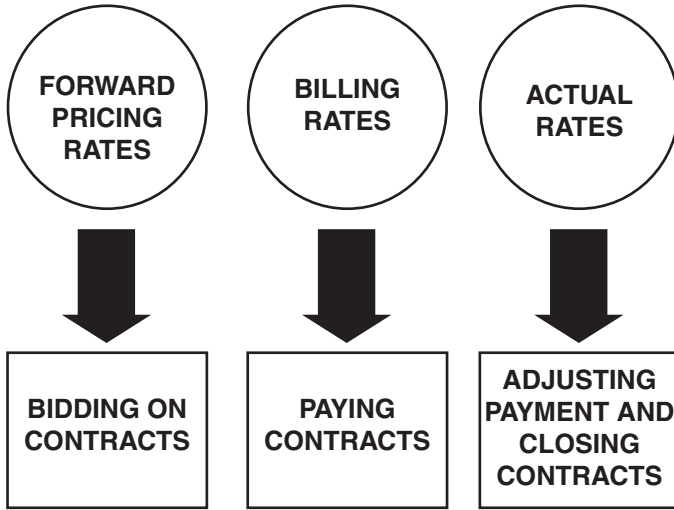 FORWARD
PRICING
RATES
BILLING
RATES
ACTUAL
RATES
BIDDING ON
CONTRACTS
PAYING
CONTRACTS
ADJUSTING
PAYMENT AND
CLOSING
CONTRACTS